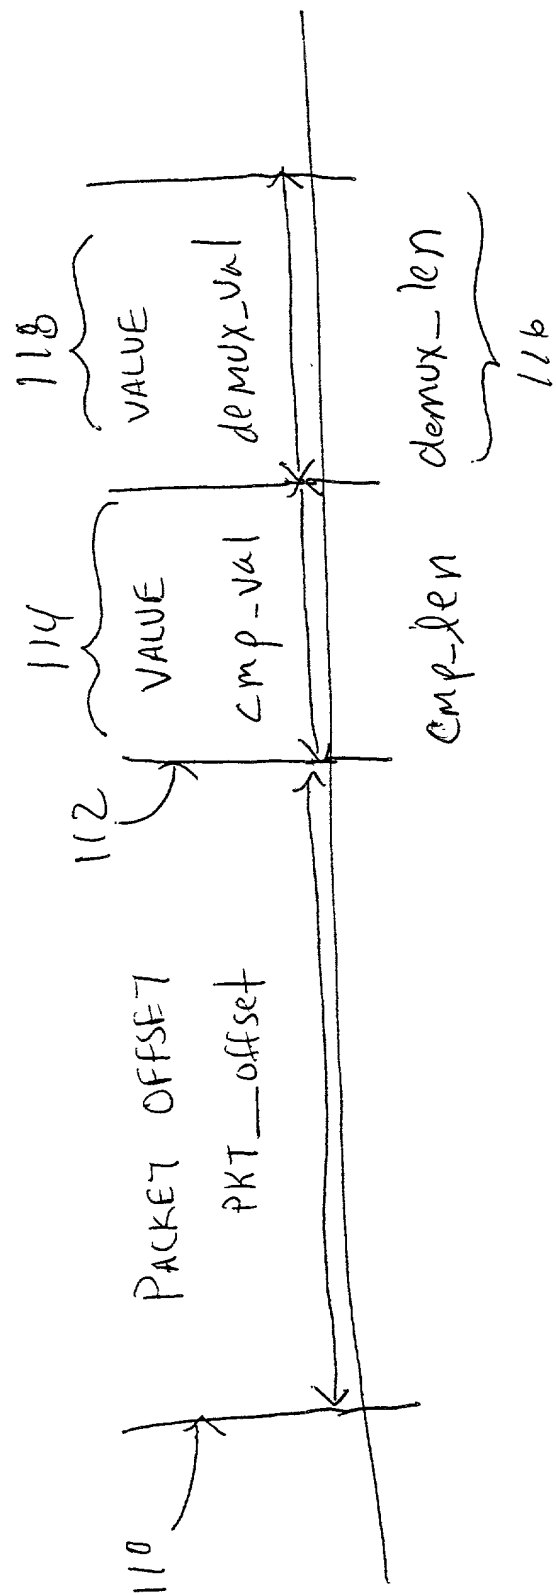 110
PACKET OFFSET
PKT_offset
112
114
VALUE
cmp_val
cmp_len
118
VALUE
demux_val
demux_len
116